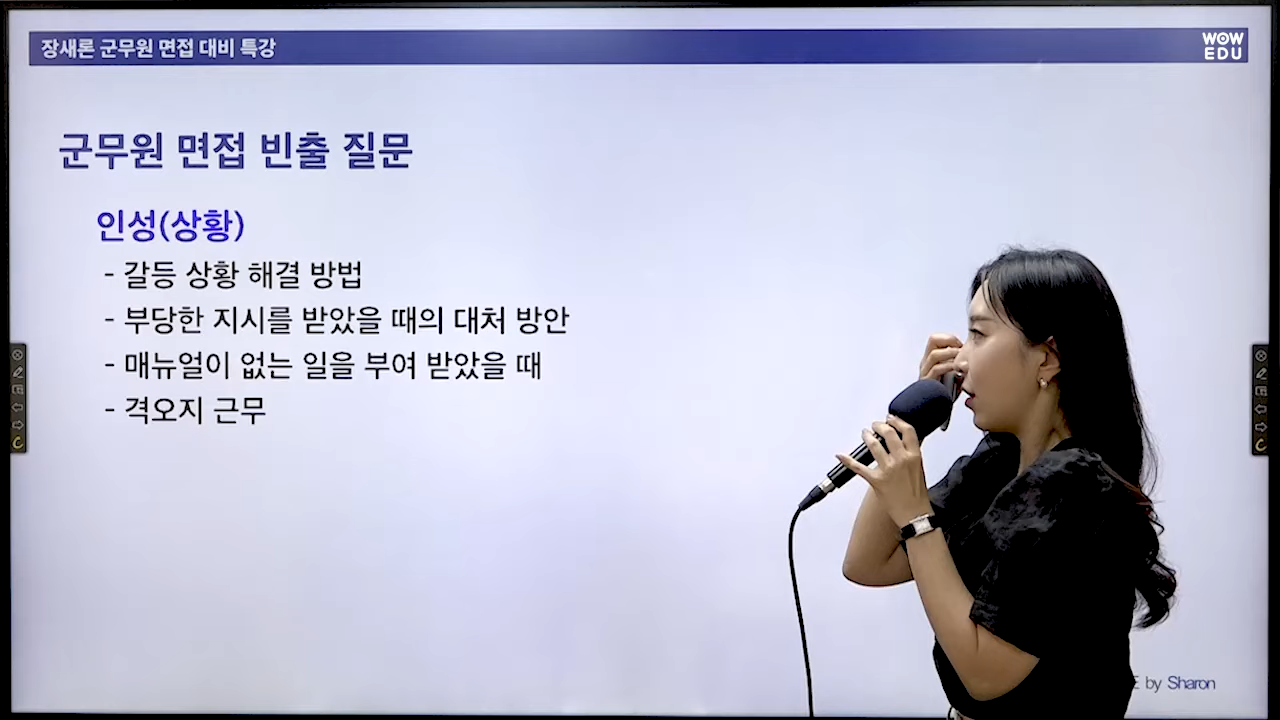 장새론 군무원 면접 대비 특강
WOW
EDU
군무원 면접 빈출 질문
인성(상황)
- 갈등 상황 해결 방법
- 부당한 지시를 받았을 때의 대처 방안
- 매뉴얼이 없는 일을 부여 받았을 때
- 격오지 근무
by Sharon